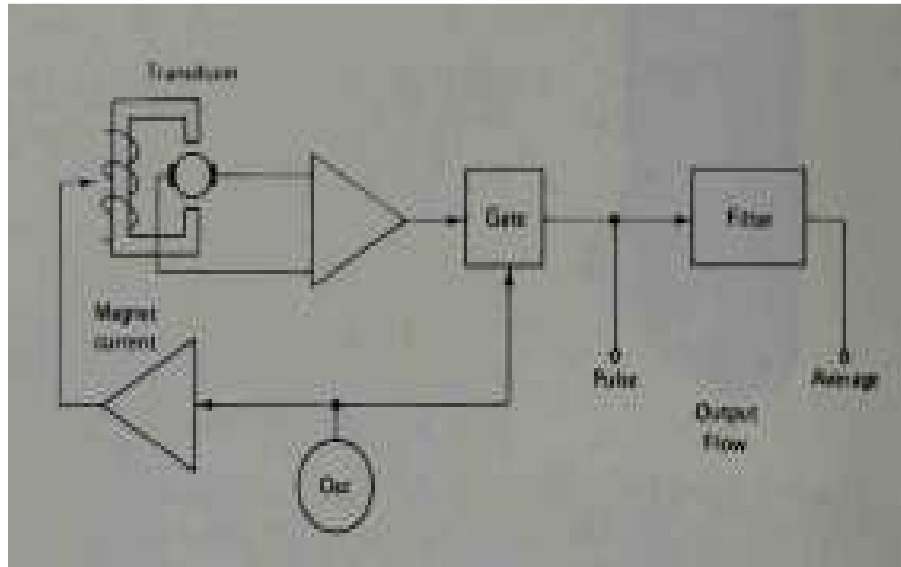 Transducer
Gate
Filter
Magnet
current
Pulse
Average
Output
Flow
Osc